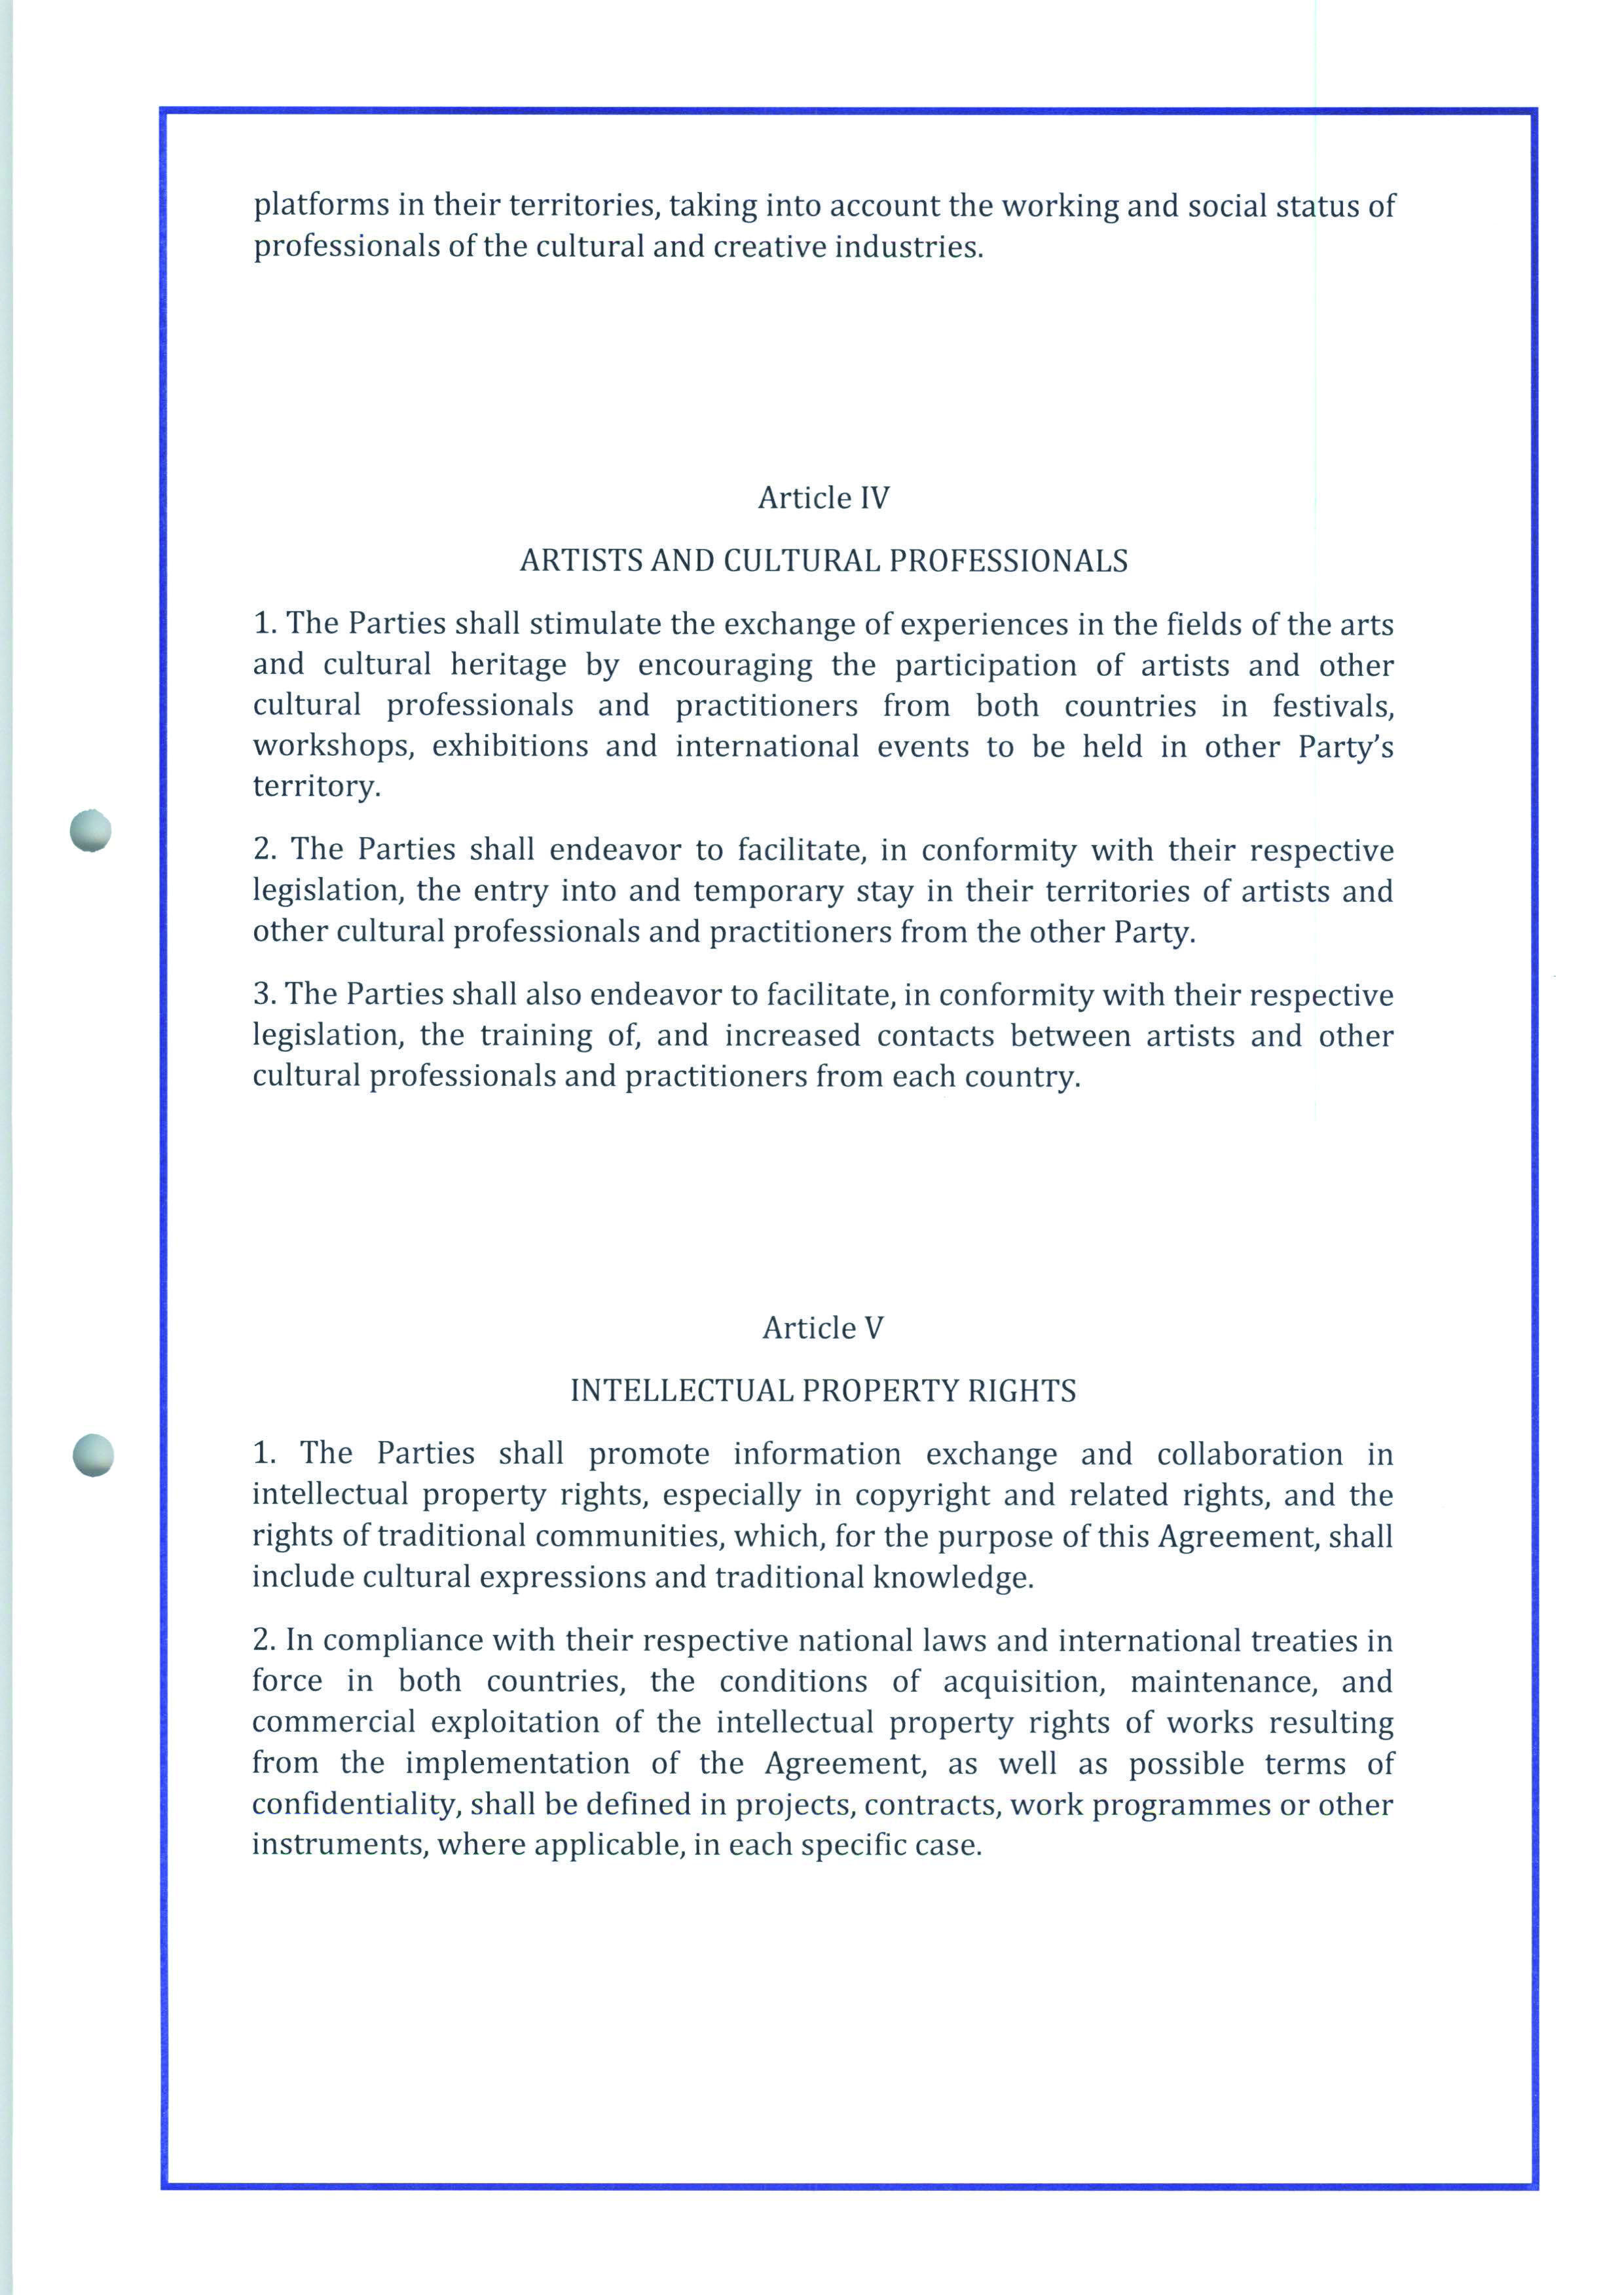 platforms in their territories, taking into account the working and social status of
professionals of the cultural and creative industries.
Article IV
ARTISTS AND CULTURAL PROFESSIONALS
1. The Parties shall stimulate the exchange of experiences in the fields of the arts
and cultural heritage by encouraging the participation of artists and other
cultural professionals and practitioners from both countries in festivals,
workshops, exhibitions and international events to be held in other Party's
territory.
2. The Parties shall endeavor to facilitate, in conformity with their respective
legislation, the entry into and temporary stay in their territories of artists and
other cultural professionals and practitioners from the other Party.
3. The Parties shall also endeavor to facilitate, in conformity with their respective
legislation, the training of, and increased contacts between artists and other
cultural professionals and practitioners from each country.
Article V
INTELLECTUAL PROPERTY RIGHTS
1. The Parties shall promote information exchange and collaboration in
intellectual property rights, especially in copyright and related rights, and the
rights of traditional communities, which, for the purpose of this Agreement, shall
include cultural expressions and traditional knowledge.
2. In compliance with their respective national laws and international treaties in
force in both countries, the conditions of acquisition, maintenance, and
commercial exploitation of the intellectual property rights of works resulting
from the implementation of the Agreement, as well as possible terms of
confidentiality, shall be defined in projects, contracts, work programmes or other
instruments, where applicable, in each specific case.